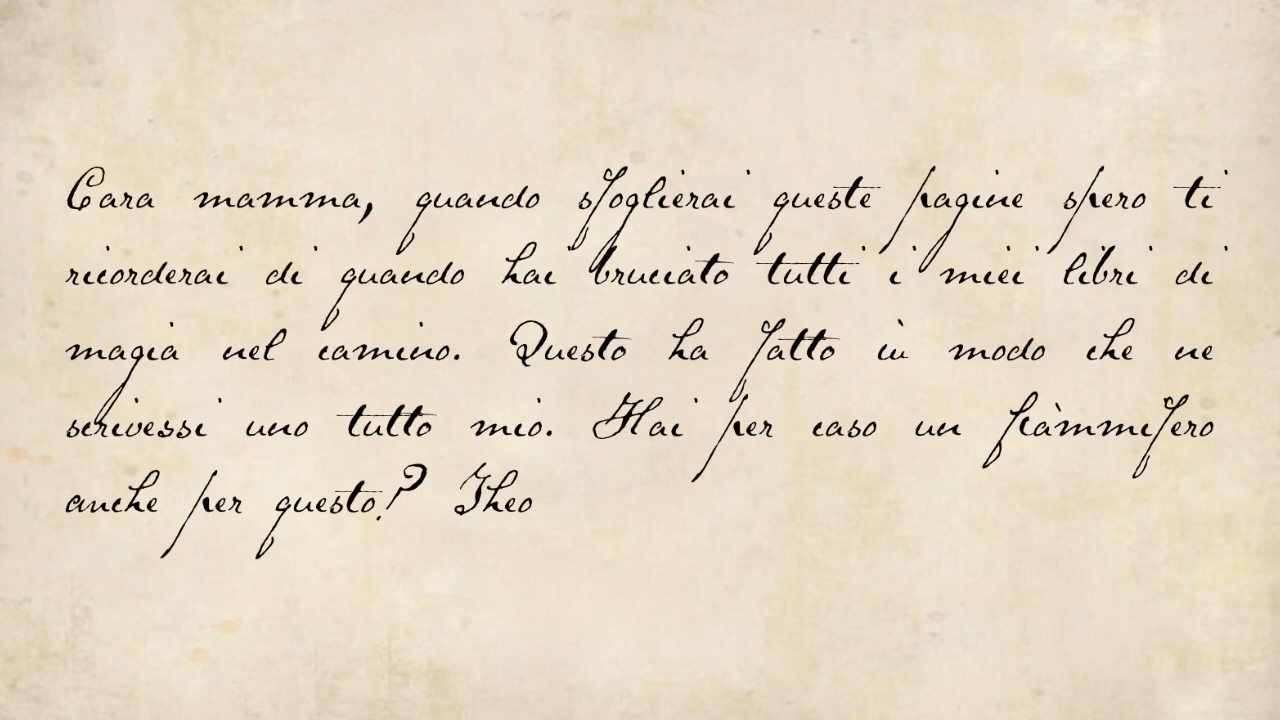 Cara mamma, quando sfoglierai queste pagine spero ti
ricorderai di quando hai bruciato tutti i miei libri di
magia nel camino. Questo ha fatto in modo che ne
scrivessi uno tutto mio. Hai per caso un fiammifero
anche per questo? Theo